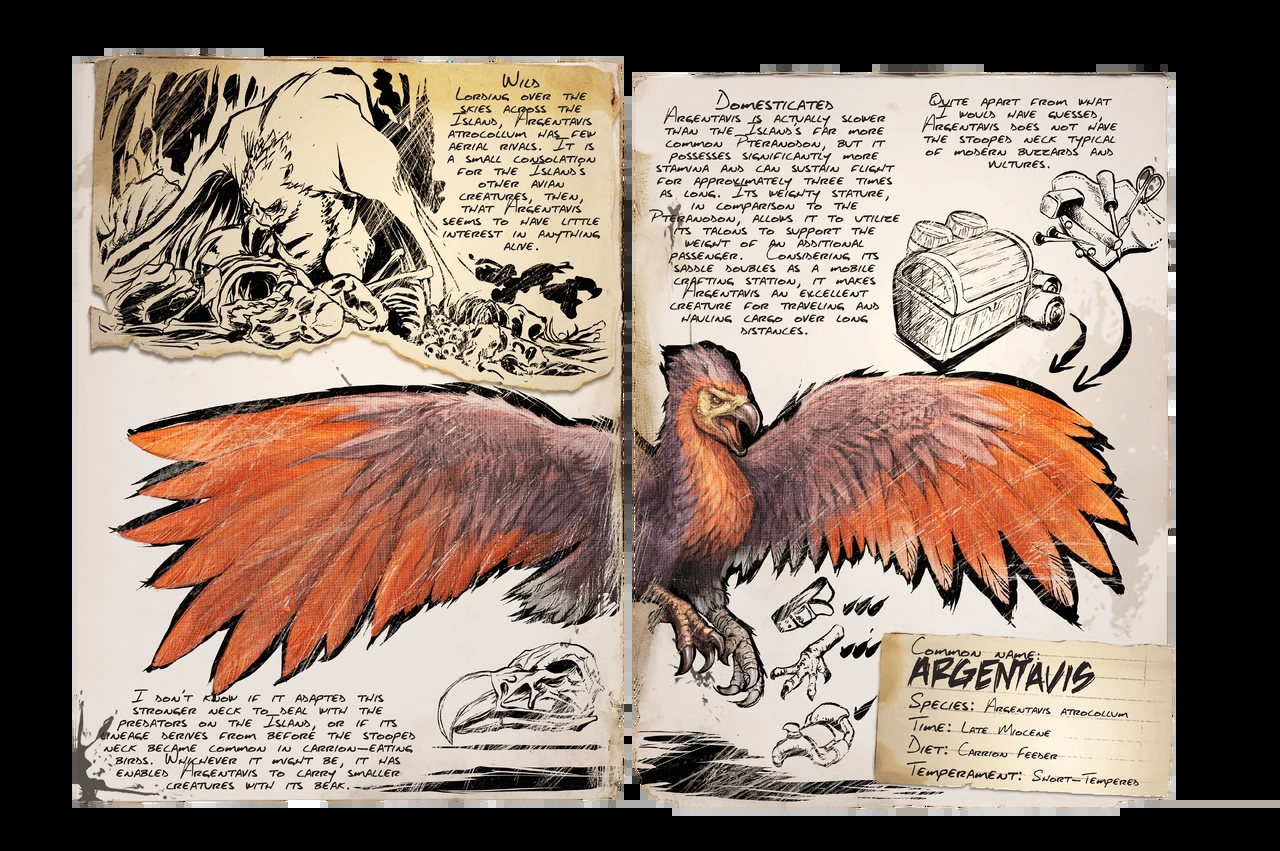 Wild
Lording over the
skies across the
Island, Argentavis
atrocollum has few
aerial rivals. It is
a small consolation
for the Island's
other avian
creatures, then,
that Argentavis
seems to have little
interest in anything
alive.
I don't know if it adapted this
stronger neck to deal with the
predators on the Island, or if its
lineage derives from before the stooped
neck became common in carrion-eating
birds. Whichever it might be, it has
enabled Argentavis to carry smaller
creatures with its beak.
Domesticated
Argentavis is actually slower
than the Island's far more
common Pteranodon, but it
possesses significantly more
stamina and can sustain flight
for approximately three times
as long. Its weighty stature,
in comparison to the
Pteranodon, allows it to utilize
its talons to support the
weight of an additional
passenger. Considering its
saddle doubles as a mobile
crafting station, it makes
Argentavis an excellent
creature for traveling and
hauling cargo over long
distances.
Quite apart from what
I would have guessed,
Argentavis does not have
the stooped neck typical
of modern buzzards and
vultures.
Common name:
Argentavis
Species: Argentavis atrocollum
Time: Late Miocene
Diet: Carrion Feeder
Temperament: Short-Tempered